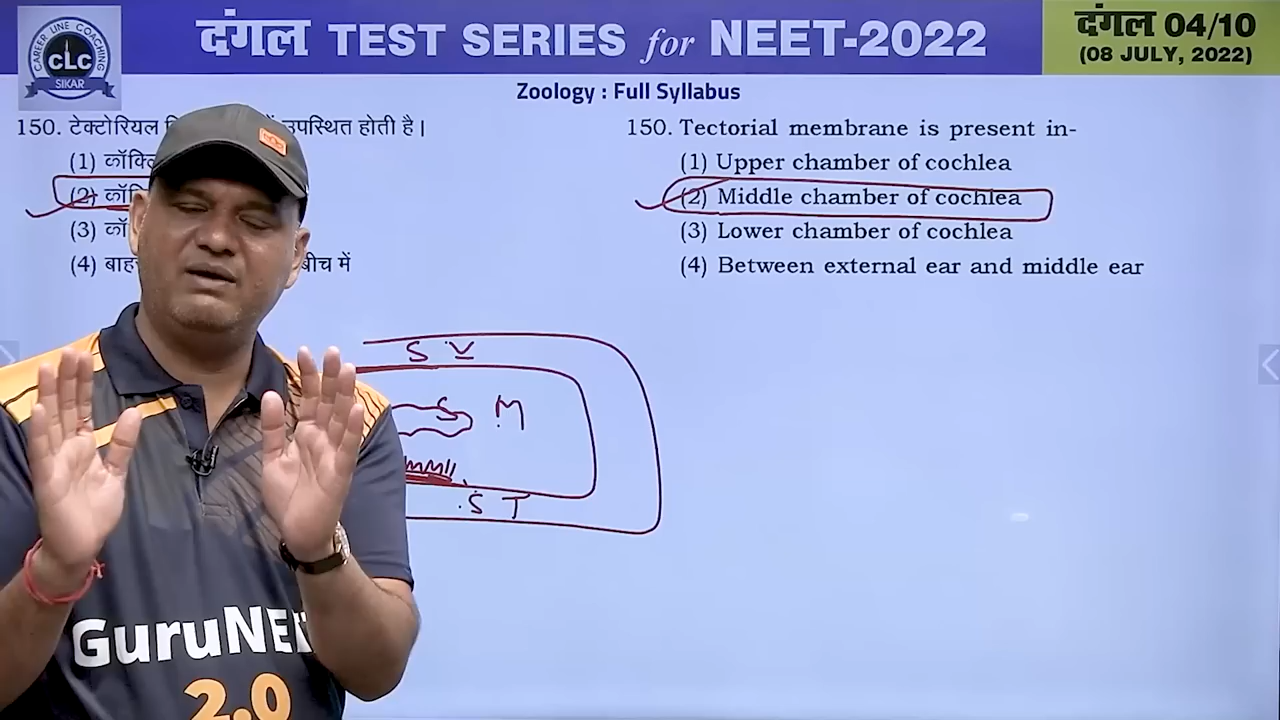 दंगल TEST SERIES for NEET-2022
दंगल 04/10
(08 JULY, 2022)
CAREER LINE COACHING
CLC
SIKAR
Zoology : Full Syllabus
150. टेक्टोरियल उपस्थित होती है।
(1)
(2)
(3)
(4) बीच में
150. Tectorial membrane is present in-
(1) Upper chamber of cochlea
(2) Middle chamber of cochlea
(3) Lower chamber of cochlea
(4) Between external ear and middle ear
S V
S M
S T
GuruNEE
2.0